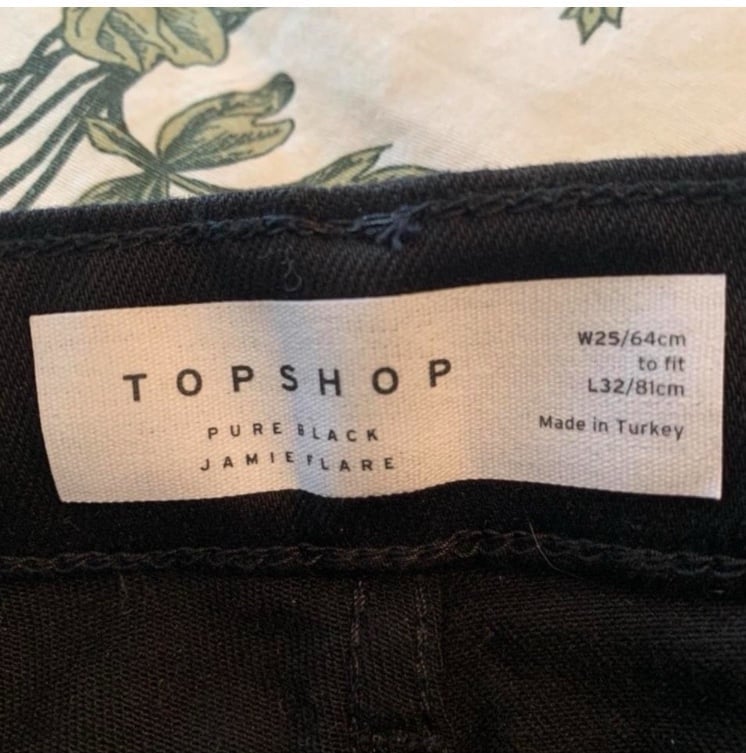 TOPSHOP
PURE BLACK
JAMIE FLARE
W25/64cm
to fit
L32/81cm
Made in Turkey